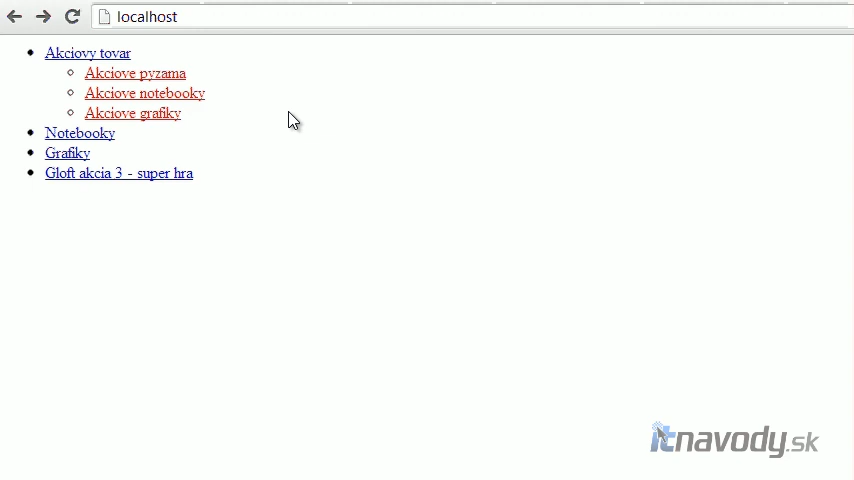 localhost
Akciovy tovar
Akciove pyzama
Akciove notebooky
Akciove grafiky
Notebooky
Grafiky
Gloft akcia 3 - super hra
itnavody.sk